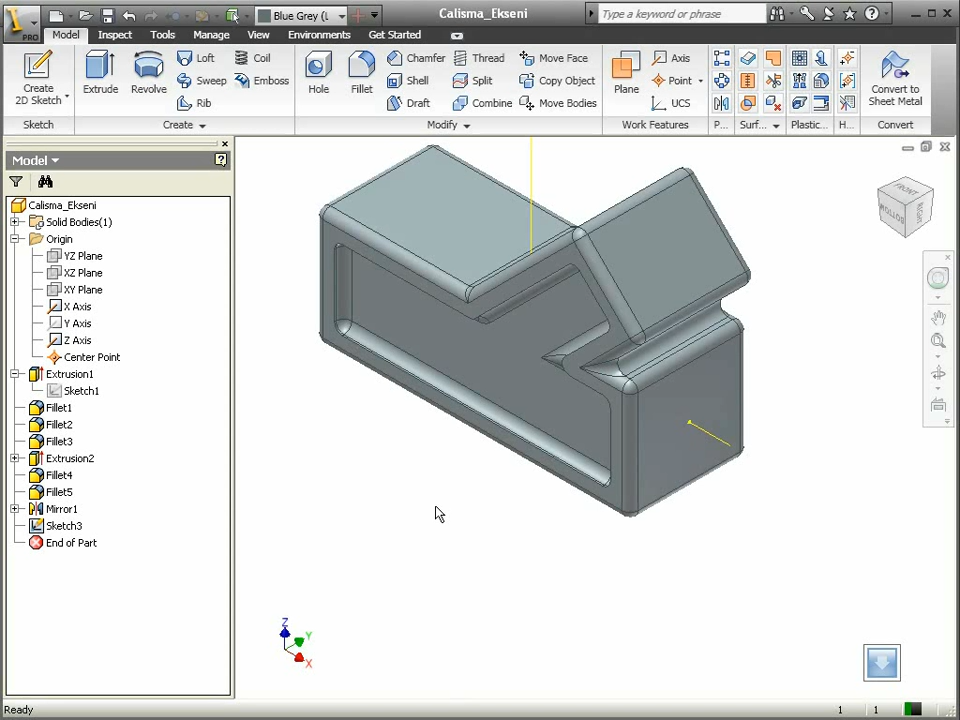 Blue Grey (l
Calisma_Ekseni
Type a keyword or phrase
PRO
Model
Inspect
Tools
Manage
View
Environments
Get Started
Create
2D Sketch
Extrude
Revolve
Loft
Sweep
Rib
Coil
Emboss
Hole
Fillet
Chamfer
Shell
Draft
Thread
Split
Combine
Move Face
Copy Object
Move Bodies
Plane
Axis
Point
UCS
Convert to
Sheet Metal
Sketch
Create
Modify
Work Features
P...
Surf...
Plastic...
H...
Convert
Model
Calisma_Ekseni
Solid Bodies(1)
Origin
YZ Plane
XZ Plane
XY Plane
X Axis
Y Axis
Z Axis
Center Point
Extrusion1
Sketch1
Fillet1
Fillet2
Fillet3
Extrusion2
Fillet4
Fillet5
Mirror1
Sketch3
End of Part
FRONT
BOTTOM
RIGHT
Z
Y
X
Ready
1
1